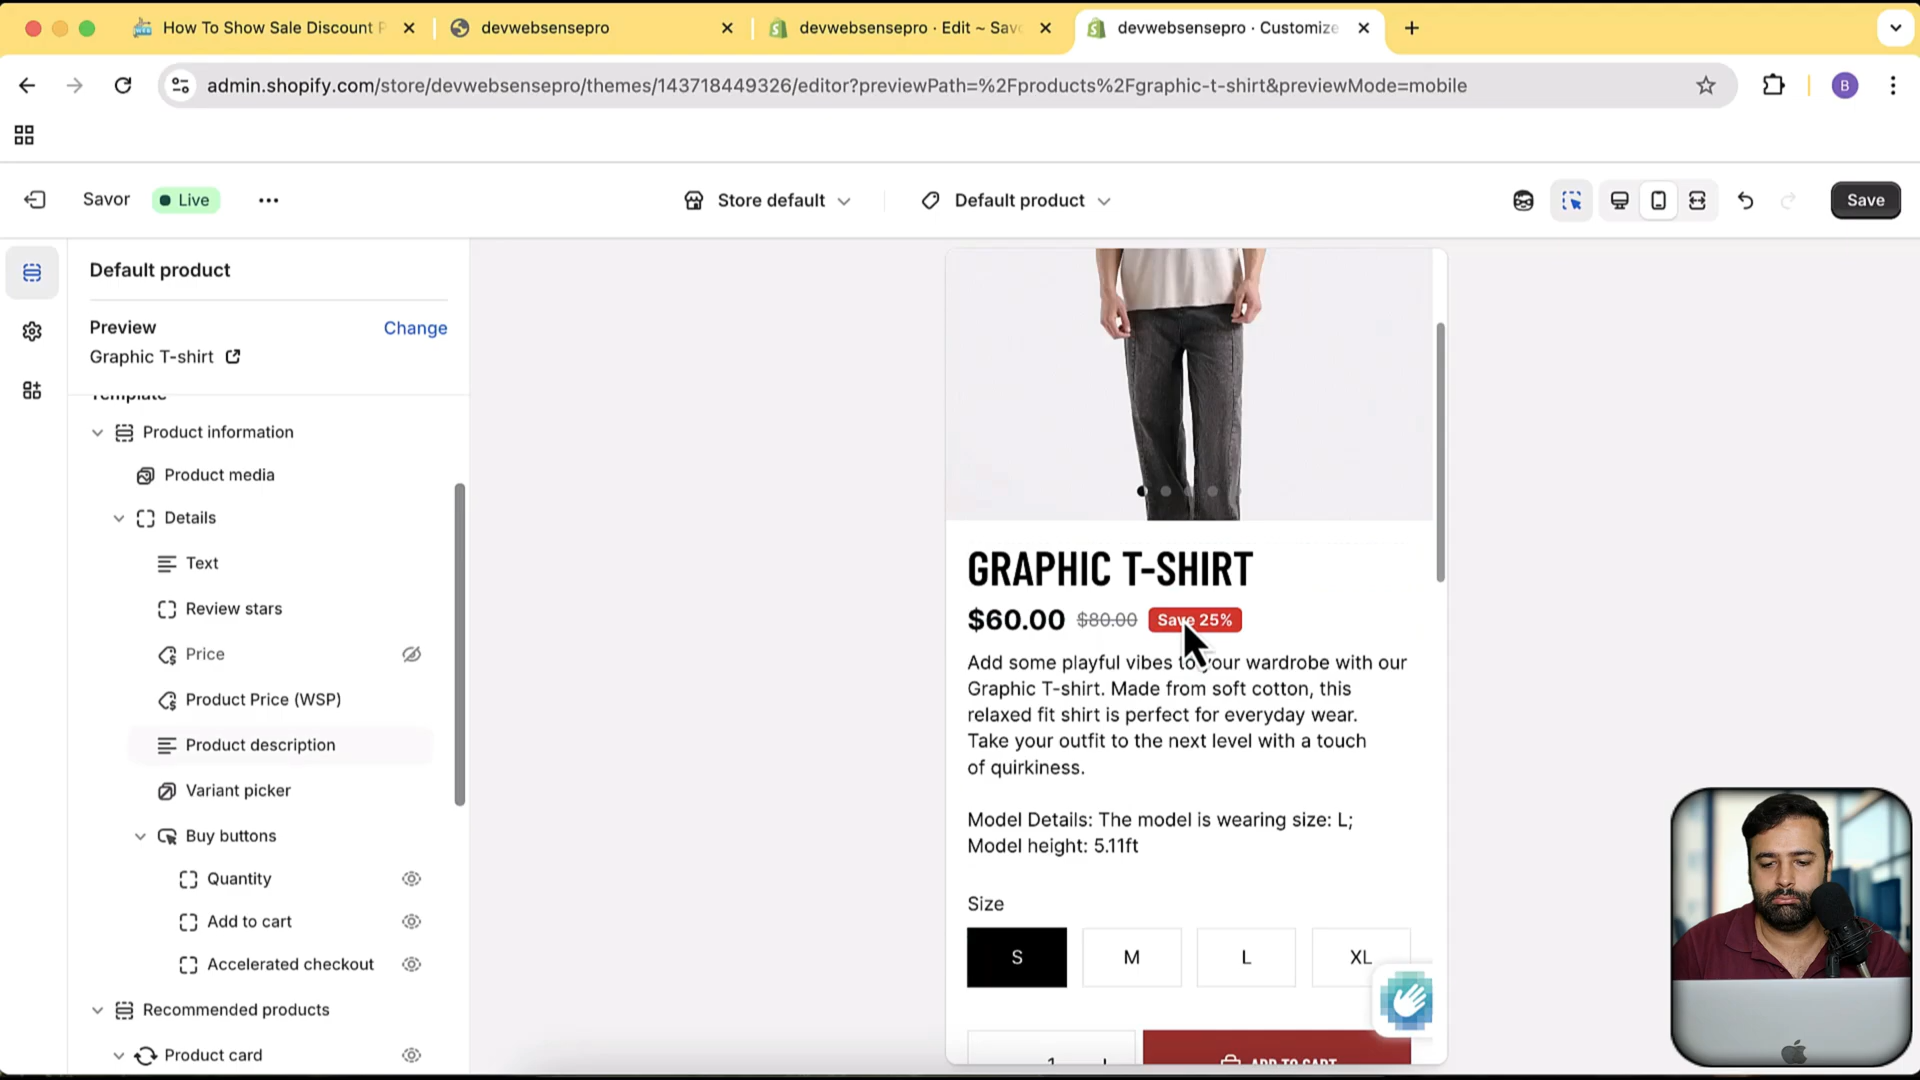 How To Show Sale Discount P
devwebsensepro
devwebsensepro · Edit ~ Savo
devwebsensepro · Customize
admin.shopify.com/store/devwebsensepro/themes/143718449326/editor?previewPath=%2Fproducts%2Fgraphic-t-shirt&previewMode=mobile
B
Savor
Live
Store default
Default product
Save
Default product
Preview
Change
Graphic T-shirt
Template
Product information
Product media
Details
Text
Review stars
Price
Product Price (WSP)
Product description
Variant picker
Buy buttons
Quantity
Add to cart
Accelerated checkout
Recommended products
Product card
GRAPHIC T-SHIRT
$60.00 $80.00 Save 25%
Add some playful vibes to your wardrobe with our
Graphic T-shirt. Made from soft cotton, this
relaxed fit shirt is perfect for everyday wear.
Take your outfit to the next level with a touch
of quirkiness.
Model Details: The model is wearing size: L;
Model height: 5.11ft
Size
S M L XL
1
ADD TO CART